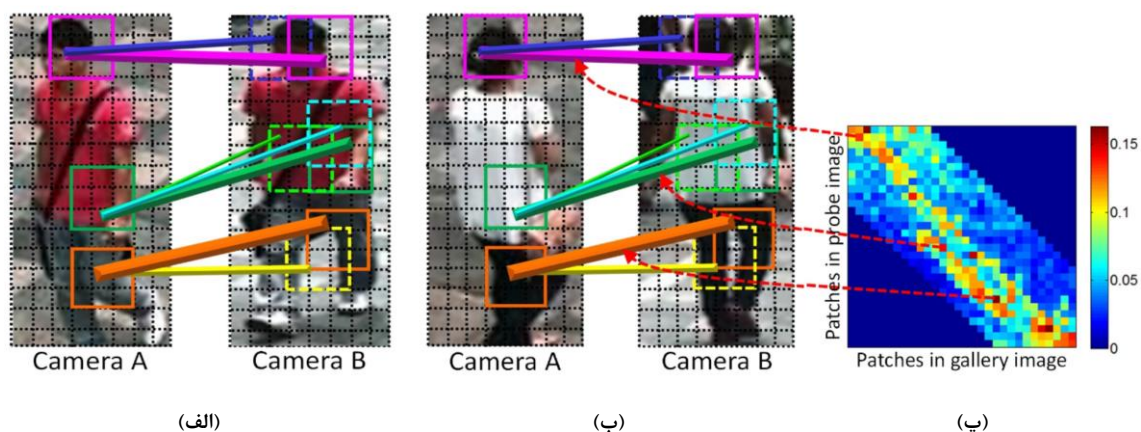 Camera A
Camera B
Camera A
Camera B
Patches in probe image
Patches in gallery image
0.15
0.1
0.05
0
(الف)
(ب)
(پ)